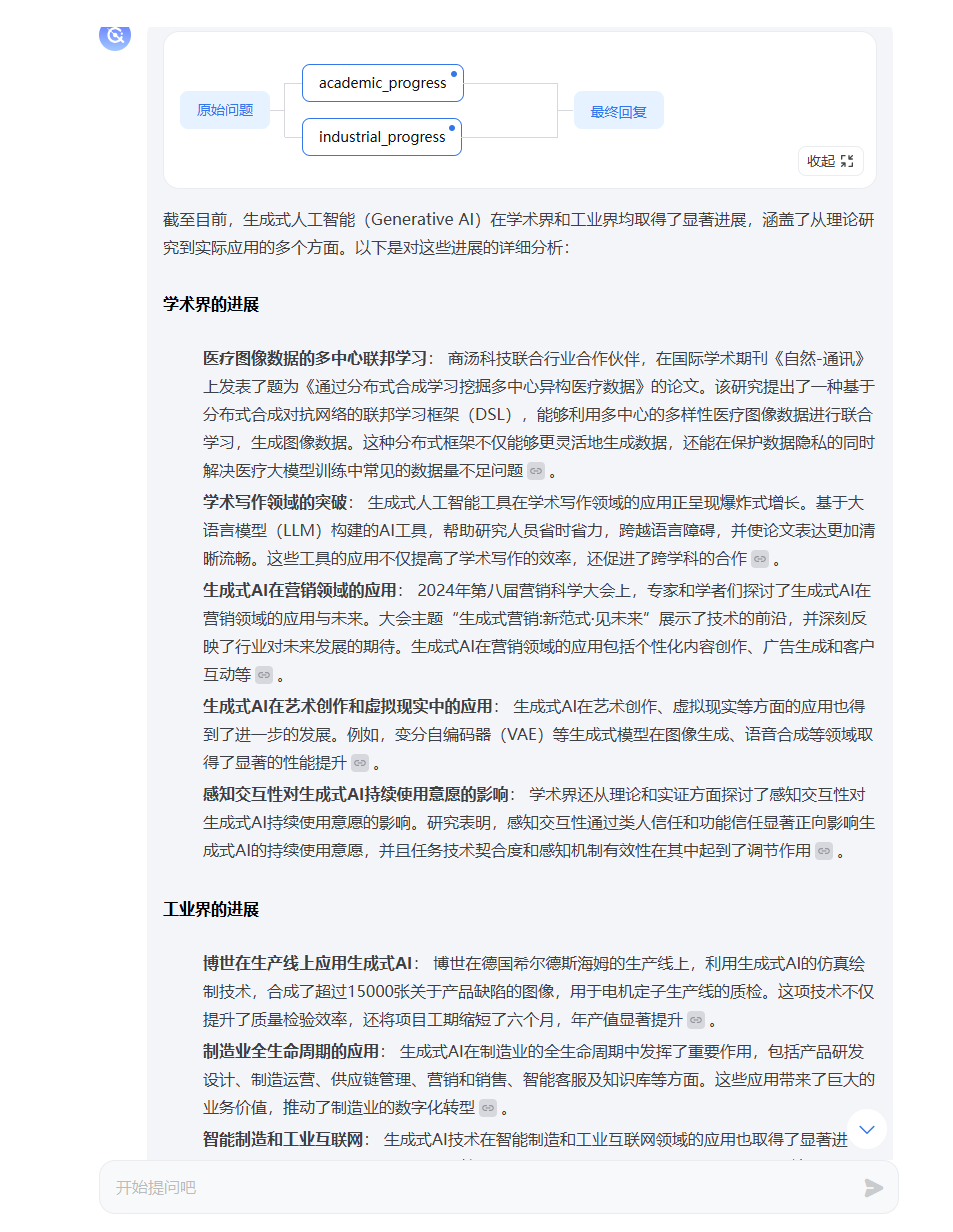 原始问题
academic_progress
industrial_progress
最终回复
收起
截至目前，生成式人工智能（Generative AI）在学术界和工业界均取得了显著进展，涵盖了从理论研
究到实际应用的多个方面。以下是对这些进展的详细分析：
学术界的进展
医疗图像数据的多中心联邦学习： 商汤科技联合行业合作伙伴，在国际学术期刊《自然-通讯》
上发表了题为《通过分布式合成学习挖掘多中心异构医疗数据》的论文。该研究提出了一种基于
分布式合成对抗网络的联邦学习框架（DSL），能够利用多中心的多样性医疗图像数据进行联合
学习，生成图像数据。这种分布式框架不仅能够更灵活地生成数据，还能在保护数据隐私的同时
解决医疗大模型训练中常见的数据量不足问题 。
学术写作领域的突破： 生成式人工智能工具在学术写作领域的应用正呈现爆炸式增长。基于大
语言模型（LLM）构建的AI工具，帮助研究人员省时省力，跨越语言障碍，并使论文表达更加清
晰流畅。这些工具的应用不仅提高了学术写作的效率，还促进了跨学科的合作 。
生成式AI在营销领域的应用： 2024年第八届营销科学大会上，专家和学者们探讨了生成式AI在
营销领域的应用与未来。大会主题“生成式营销:新范式·见未来”展示了技术的前沿，并深刻反
映了行业对未来发展的期待。生成式AI在营销领域的应用包括个性化内容创作、广告生成和客户
互动等 。
生成式AI在艺术创作和虚拟现实中的应用： 生成式AI在艺术创作、虚拟现实等方面的应用也得
到了进一步的发展。例如，变分自编码器（VAE）等生成式模型在图像生成、语音合成等领域取
得了显著的性能提升 。
感知交互性对生成式AI持续使用意愿的影响： 学术界还从理论和实证方面探讨了感知交互性对
生成式AI持续使用意愿的影响。研究表明，感知交互性通过类人信任和功能信任显著正向影响生
成式AI的持续使用意愿，并且任务技术契合度和感知机制有效性在其中起到了调节作用 。
工业界的进展
博世在生产线上应用生成式AI： 博世在德国希尔德斯海姆的生产线上，利用生成式AI的仿真绘
制技术，合成了超过15000张关于产品缺陷的图像，用于电机定子生产线的质检。这项技术不仅
提升了质量检验效率，还将项目工期缩短了六个月，年产值显著提升 。
制造业全生命周期的应用： 生成式AI在制造业的全生命周期中发挥了重要作用，包括产品研发
设计、制造运营、供应链管理、营销和销售、智能客服及知识库等方面。这些应用带来了巨大的
业务价值，推动了制造业的数字化转型 。
智能制造和工业互联网： 生成式AI技术在智能制造和工业互联网领域的应用也取得了显著进
开始提问吧